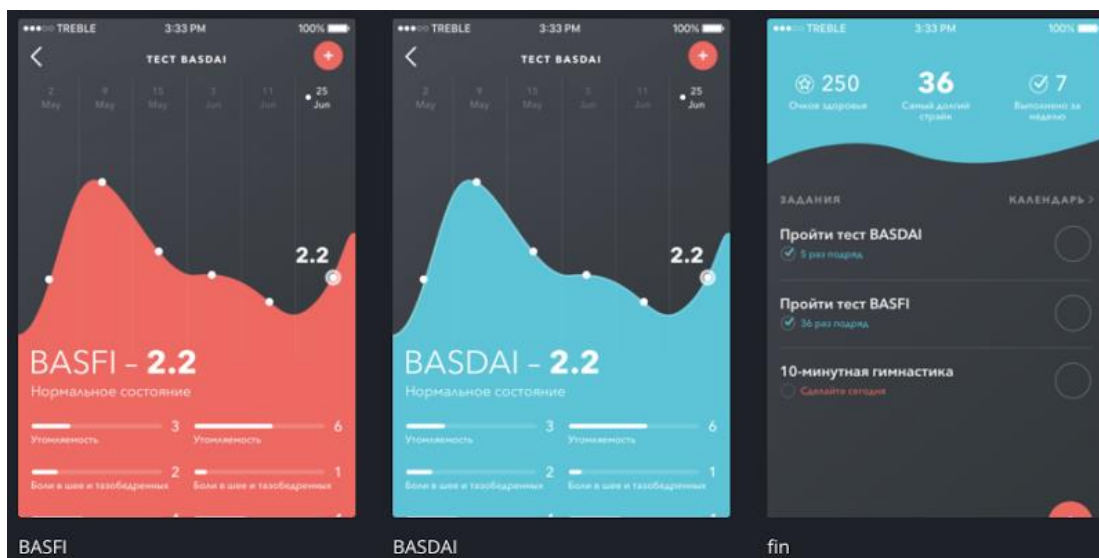 ●●●○○ TREBLE 3:33 PM 100%
ТЕСТ BASDAI
2 May 9 May 15 May 3 Jun 11 Jun 25 Jun
2.2
BASFI – 2.2
Нормальное состояние
3 6
Утомляемость Утомляемость
2 1
Боли в шее и тазобедренных Боли в шее и тазобедренных
BASFI
●●●○○ TREBLE 3:33 PM 100%
ТЕСТ BASDAI
2 May 9 May 15 May 3 Jun 11 Jun 25 Jun
2.2
BASDAI – 2.2
Нормальное состояние
3 6
Утомляемость Утомляемость
2 1
Боли в шее и тазобедренных Боли в шее и тазобедренных
BASDAI
●●●○○ TREBLE 3:33 PM 100%
250 36 7
Очков здоровья Самый долгий страйк Выполнено за неделю
ЗАДАНИЯ КАЛЕНДАРЬ >
Пройти тест BASDAI
5 раз подряд
Пройти тест BASFI
36 раз подряд
10-минутная гимнастика
Сделайте сегодня
fin